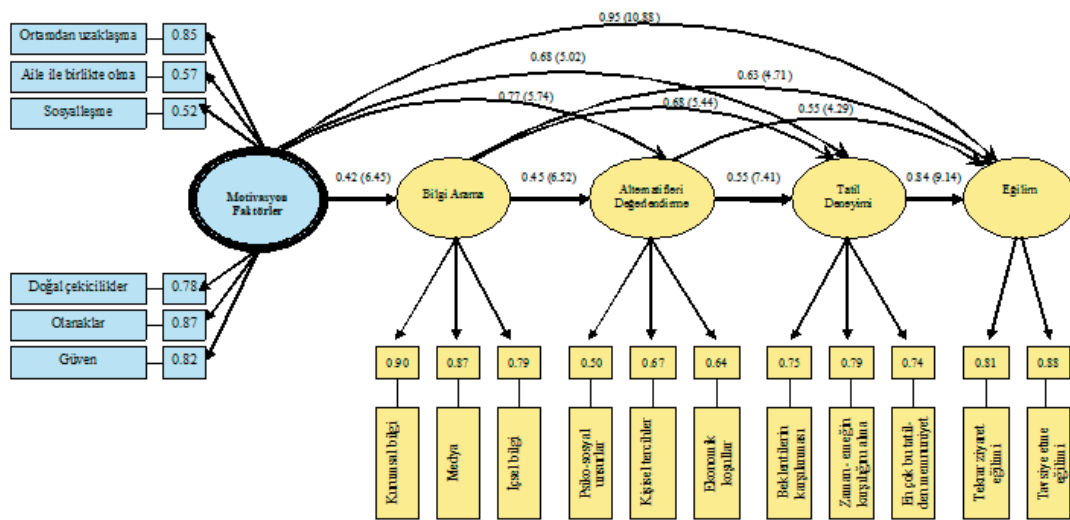 0.95 (10.88)
Ortamdan uzaklaşma 0.85
0.68 (5.02)
Aile ile birlikte olma 0.57
0.63 (4.71)
0.77 (5.74)
0.68 (5.44)
0.55 (4.29)
Sosyalleşme 0.52
0.42 (6.45)
0.45 (6.52)
0.55 (7.41)
0.84 (9.14)
Motivasyon
Faktörler
Bilgi Arama
Alternatifleri
Değerlendirme
Tatil
Deneyimi
Eğilim
Doğal çekicilikler 0.78
Olanaklar 0.87
Güven 0.82
0.90 0.87 0.79 0.50 0.67 0.64 0.75 0.79 0.74 0.81 0.88
Kurumsal bilgi
Medya
İçsel bilgi
Psiko-sosyal
unsurlar
Kişisel tercihler
Ekonomik
koşullar
Beklentilerin
karşılanması
Zaman - emeğin
karşılığını alma
En çok bu tatil-
den memnuniyet
Tekrar ziyaret
eğilimi
Tavsiye etme
eğilimi